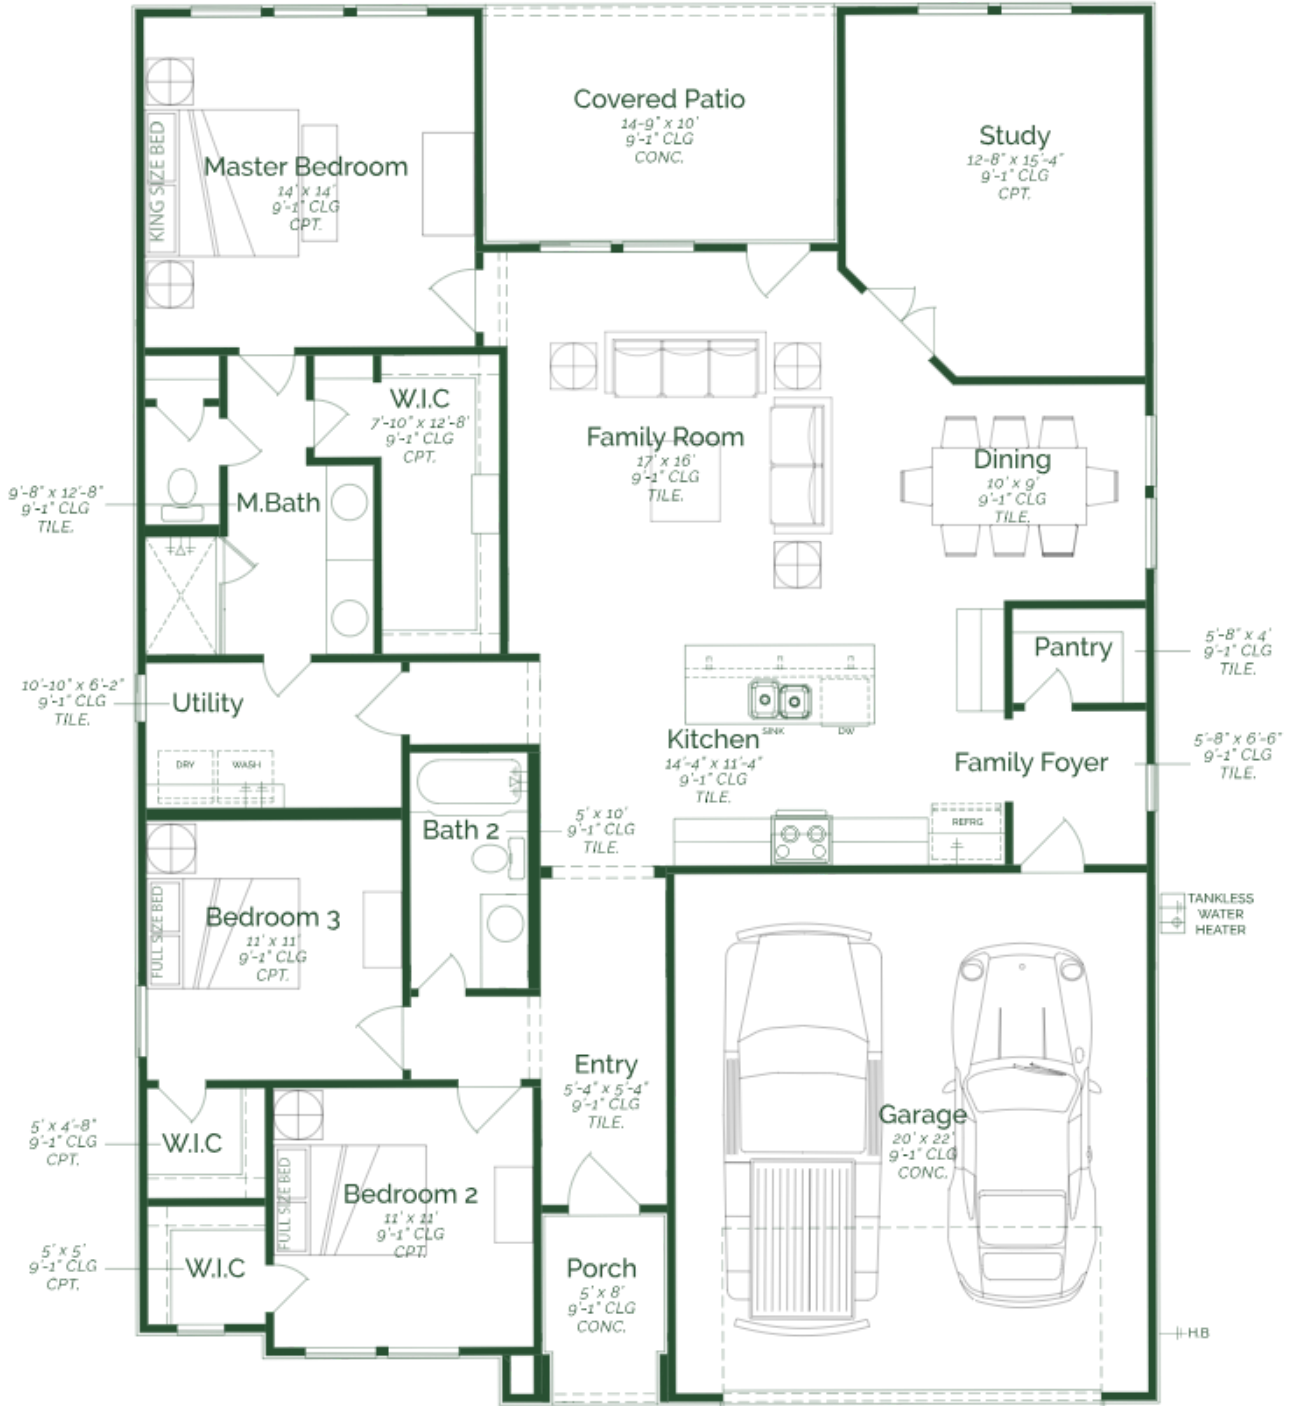 Covered Patio
14-9" x 10'
9'-1" CLG
CONC.
Study
12-8" x 15'-4"
9'-1" CLG
CPT.
KING SIZE BED
Master Bedroom
14' x 14'
9'-1" CLG
CPT.
W.I.C
7'-10" x 12'-8'
9'-1" CLG
CPT.
Family Room
17' x 16'
9'-1" CLG
TILE.
Dining
10' x 9'
9'-1" CLG
TILE.
9'-8" x 12'-8"
9'-1" CLG
TILE.
M.Bath
Pantry
5'-8" x 4'
9'-1" CLG
TILE.
10'-10" x 6'-2"
9'-1" CLG
TILE.
Utility
DRY
WASH
SINK
DW
Kitchen
14'-4" x 11'-4"
9'-1" CLG
TILE.
Family Foyer
5'-8" x 6'-6"
9'-1" CLG
TILE.
REFRG
Bath 2
5' x 10'
9'-1" CLG
TILE.
FULL SIZE BED
Bedroom 3
11' x 11'
9'-1" CLG
CPT.
TANKLESS
WATER
HEATER
Entry
5'-4" x 5'-4"
9'-1" CLG
TILE.
Garage
20' x 22'
9'-1" CLG
CONC.
5' x 4'-8"
9'-1" CLG
CPT.
W.I.C
FULL SIZE BED
Bedroom 2
11' x 11'
9'-1" CLG
CPT.
5' x 5'
9'-1" CLG
CPT.
W.I.C
Porch
5' x 8'
9'-1" CLG
CONC.
H.B